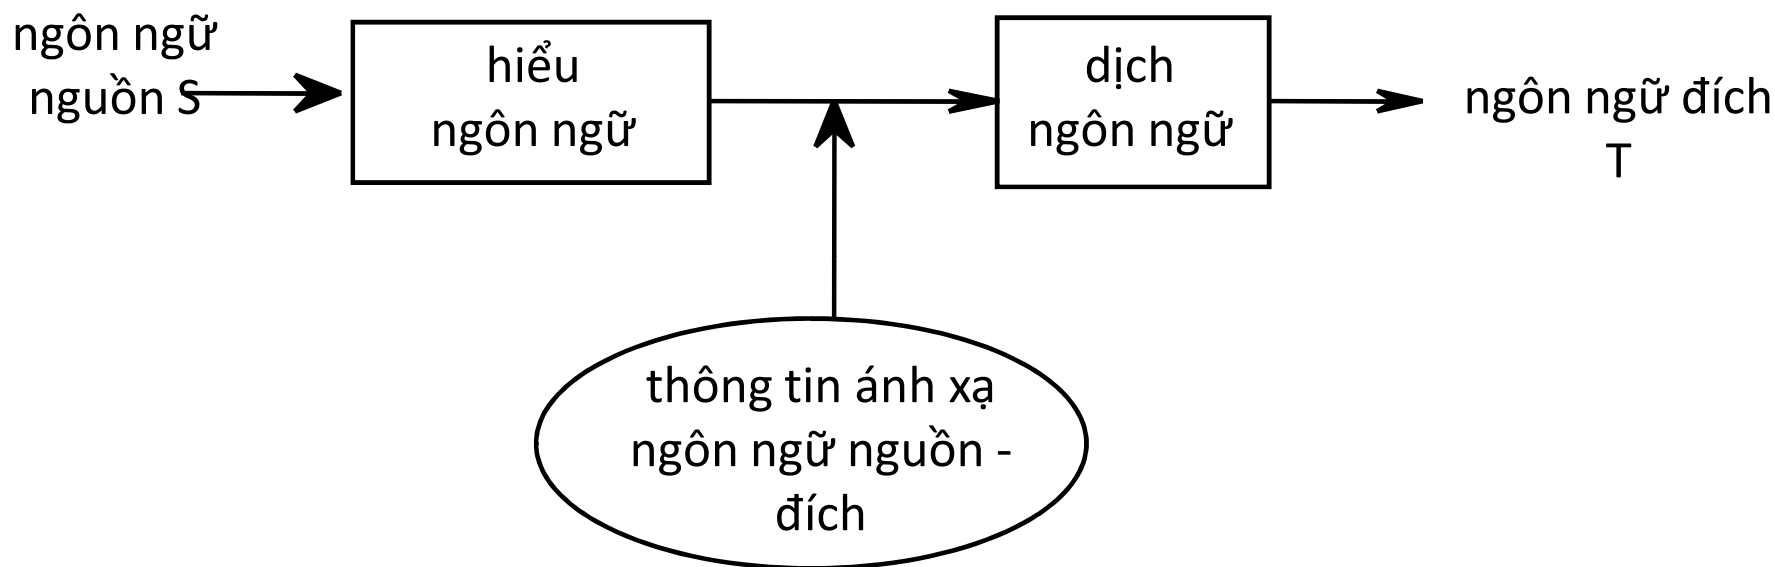 ngôn ngữ
nguồn S
hiểu
ngôn ngữ
dịch
ngôn ngữ
ngôn ngữ đích
T
thông tin ánh xạ
ngôn ngữ nguồn -
đích